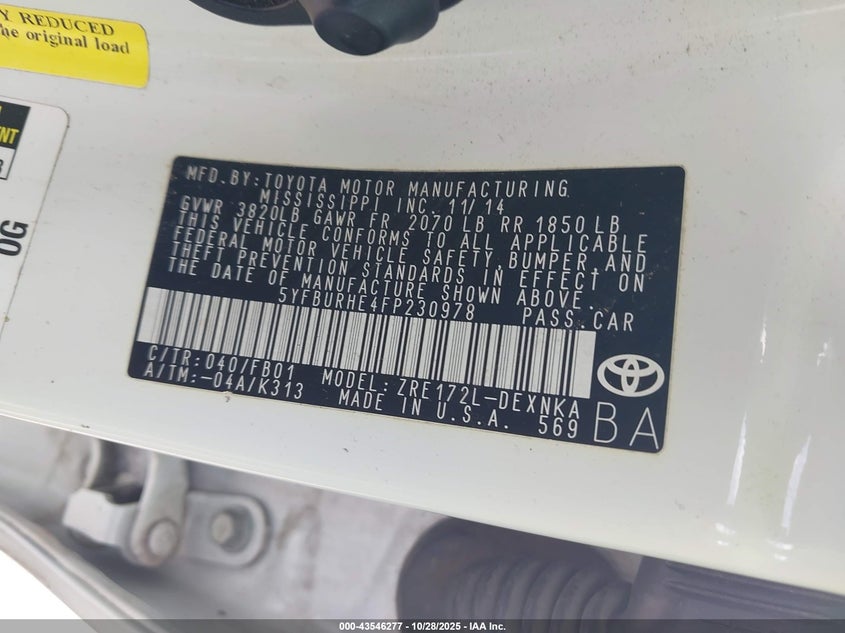 Y REDUCED
he original load
NT
R
OG
MFD.BY:TOYOTA MOTOR MANUFACTURING
MISSISSIPPI INC. 11/14
GVWR 3820LB GAWR FR 2070 LB RR 1850 LB
THIS VEHICLE CONFORMS TO ALL APPLICABLE
FEDERAL MOTOR VEHICLE SAFETY, BUMPER, AND
THEFT PREVENTION STANDARDS IN EFFECT ON
THE DATE OF MANUFACTURE SHOWN ABOVE.
5YFBURHE4FP230978 PASS.CAR
C/TR:040/FB01
A/TM:-04A/K313 MODEL: ZRE172L-DEXNKA
MADE IN U.S.A. 569
BA
000-43546277 - 10/28/2025 - IAA Inc.